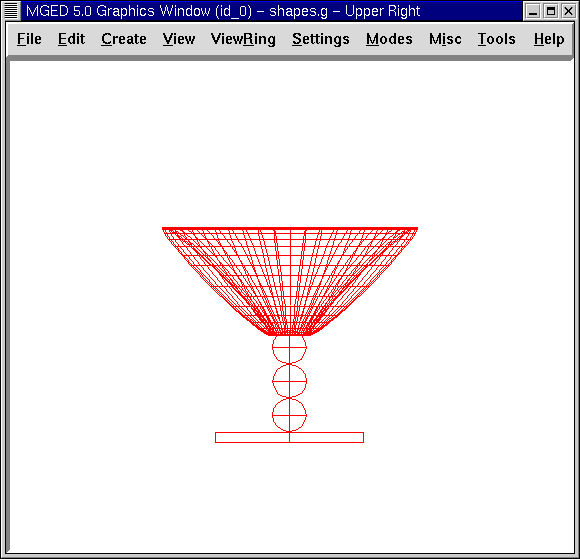 MGED 5.0 Graphics Window (id_0) – shapes.g – Upper Right
File Edit Create View ViewRing Settings Modes Misc Tools Help